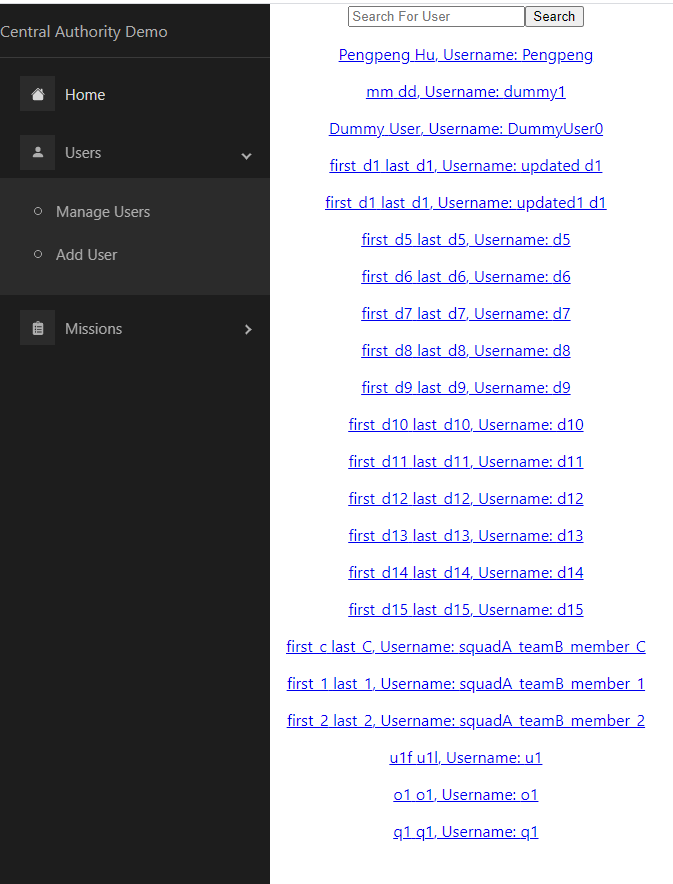 Central Authority Demo
Home
Users
Manage Users
Add User
Missions
Search For User Search
Pengpeng Hu, Username: Pengpeng
mm dd, Username: dummy1
Dummy User, Username: DummyUser0
first_d1 last_d1, Username: updated d1
first_d1 last_d1, Username: updated1 d1
first_d5 last_d5, Username: d5
first_d6 last_d6, Username: d6
first_d7 last_d7, Username: d7
first_d8 last_d8, Username: d8
first_d9 last_d9, Username: d9
first_d10 last_d10, Username: d10
first_d11 last_d11, Username: d11
first_d12 last_d12, Username: d12
first_d13 last_d13, Username: d13
first_d14 last_d14, Username: d14
first_d15 last_d15, Username: d15
first_c last_C, Username: squadA_teamB_member_C
first_1 last_1, Username: squadA_teamB_member_1
first_2 last_2, Username: squadA_teamB_member_2
u1f u1l, Username: u1
o1 o1, Username: o1
q1 q1, Username: q1